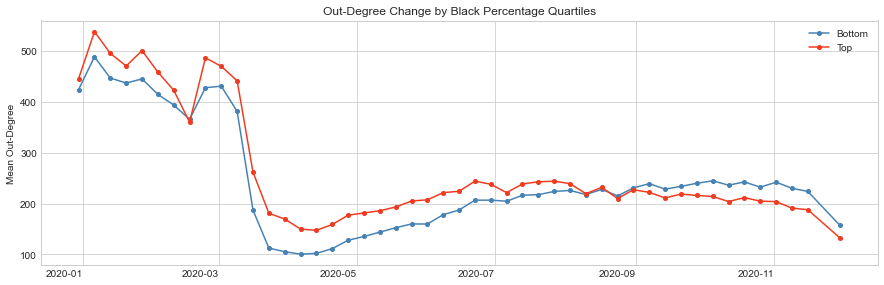 Out-Degree Change by Black Percentage Quartiles
Bottom
Top
Mean Out-Degree
500
400
300
200
100
2020-01
2020-03
2020-05
2020-07
2020-09
2020-11